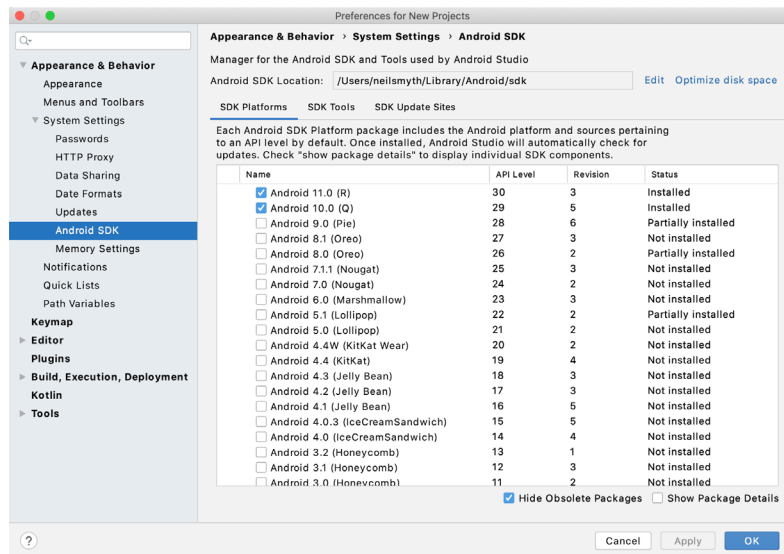 Preferences for New Projects
Appearance & Behavior
Appearance
Menus and Toolbars
System Settings
Passwords
HTTP Proxy
Data Sharing
Date Formats
Updates
Android SDK
Memory Settings
Notifications
Quick Lists
Path Variables
Keymap
Editor
Plugins
Build, Execution, Deployment
Kotlin
Tools
Appearance & Behavior › System Settings › Android SDK
Manager for the Android SDK and Tools used by Android Studio
Android SDK Location: /Users/neilsmyth/Library/Android/sdk Edit Optimize disk space
SDK Platforms SDK Tools SDK Update Sites
Each Android SDK Platform package includes the Android platform and sources pertaining
to an API level by default. Once installed, Android Studio will automatically check for
updates. Check "show package details" to display individual SDK components.
Name API Level Revision Status
Android 11.0 (R) 30 3 Installed
Android 10.0 (Q) 29 5 Installed
Android 9.0 (Pie) 28 6 Partially installed
Android 8.1 (Oreo) 27 3 Not installed
Android 8.0 (Oreo) 26 2 Partially installed
Android 7.1.1 (Nougat) 25 3 Not installed
Android 7.0 (Nougat) 24 2 Not installed
Android 6.0 (Marshmallow) 23 3 Not installed
Android 5.1 (Lollipop) 22 2 Partially installed
Android 5.0 (Lollipop) 21 2 Not installed
Android 4.4W (KitKat Wear) 20 2 Not installed
Android 4.4 (KitKat) 19 4 Not installed
Android 4.3 (Jelly Bean) 18 3 Not installed
Android 4.2 (Jelly Bean) 17 3 Not installed
Android 4.1 (Jelly Bean) 16 5 Not installed
Android 4.0.3 (IceCreamSandwich) 15 5 Not installed
Android 4.0 (IceCreamSandwich) 14 4 Not installed
Android 3.2 (Honeycomb) 13 1 Not installed
Android 3.1 (Honeycomb) 12 3 Not installed
Android 3.0 (Honeycomb) 11 2 Not installed
Hide Obsolete Packages Show Package Details
? Cancel Apply OK